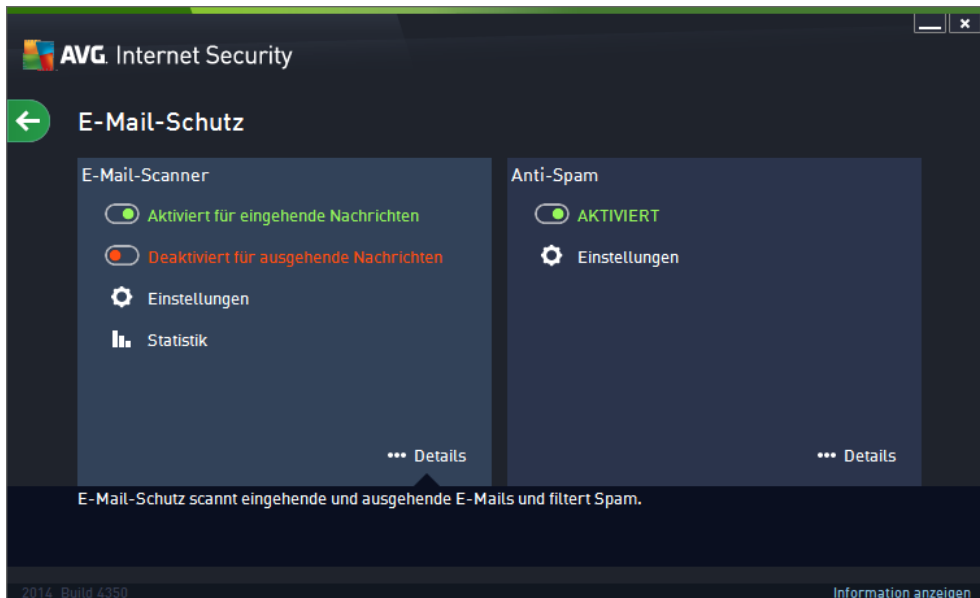 AVG. Internet Security
E-Mail-Schutz
E-Mail-Scanner
Aktiviert für eingehende Nachrichten
Deaktiviert für ausgehende Nachrichten
Einstellungen
Statistik
Details
Anti-Spam
AKTIVIERT
Einstellungen
Details
E-Mail-Schutz scannt eingehende und ausgehende E-Mails und filtert Spam.
2014 Build 4350
Information anzeigen